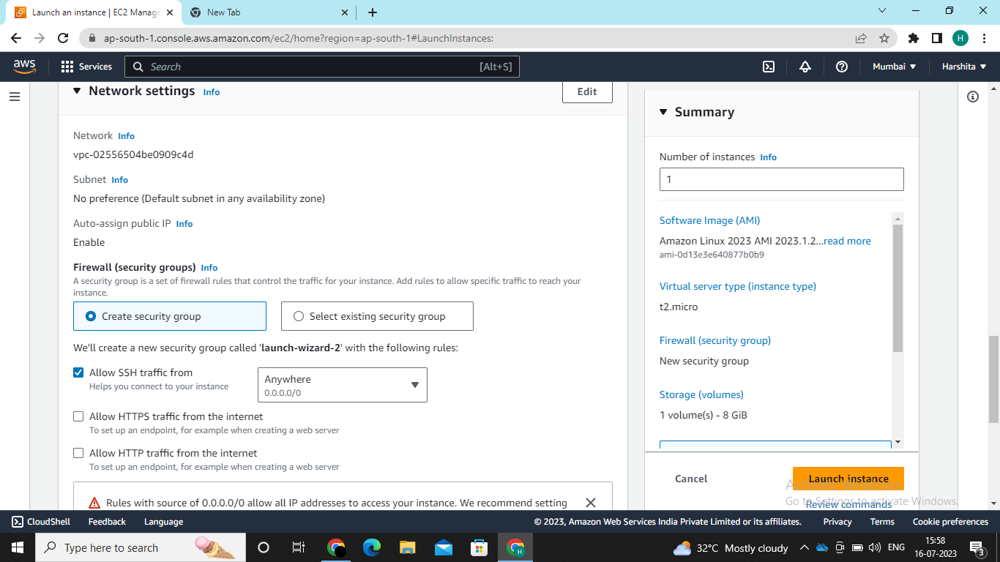 Launch an instance | EC2 Manage
New Tab
ap-south-1.console.aws.amazon.com/ec2/home?region=ap-south-1#LaunchInstances:
H
aws
Services
Search
[Alt+S]
Mumbai
Harshita
Network settings Info
Edit
Network Info
vpc-02556504be0909c4d
Subnet Info
No preference (Default subnet in any availability zone)
Auto-assign public IP Info
Enable
Firewall (security groups) Info
A security group is a set of firewall rules that control the traffic for your instance. Add rules to allow specific traffic to reach your
instance.
Create security group
Select existing security group
We'll create a new security group called 'launch-wizard-2' with the following rules:
Allow SSH traffic from
Helps you connect to your instance
Anywhere
0.0.0.0/0
Allow HTTPS traffic from the internet
To set up an endpoint, for example when creating a web server
Allow HTTP traffic from the internet
To set up an endpoint, for example when creating a web server
Rules with source of 0.0.0.0/0 allow all IP addresses to access your instance. We recommend setting
Summary
Number of instances Info
1
Software Image (AMI)
Amazon Linux 2023 AMI 2023.1.2...read more
ami-0d13e3e640877b0b9
Virtual server type (instance type)
t2.micro
Firewall (security group)
New security group
Storage (volumes)
1 volume(s) - 8 GiB
Cancel
Launch instance
Review commands
Go to Settings to activate Windows.
CloudShell
Feedback
Language
© 2023, Amazon Web Services India Private Limited or its affiliates.
Privacy
Terms
Cookie preferences
Type here to search
H
32°C Mostly cloudy
ENG
15:58
16-07-2023
3